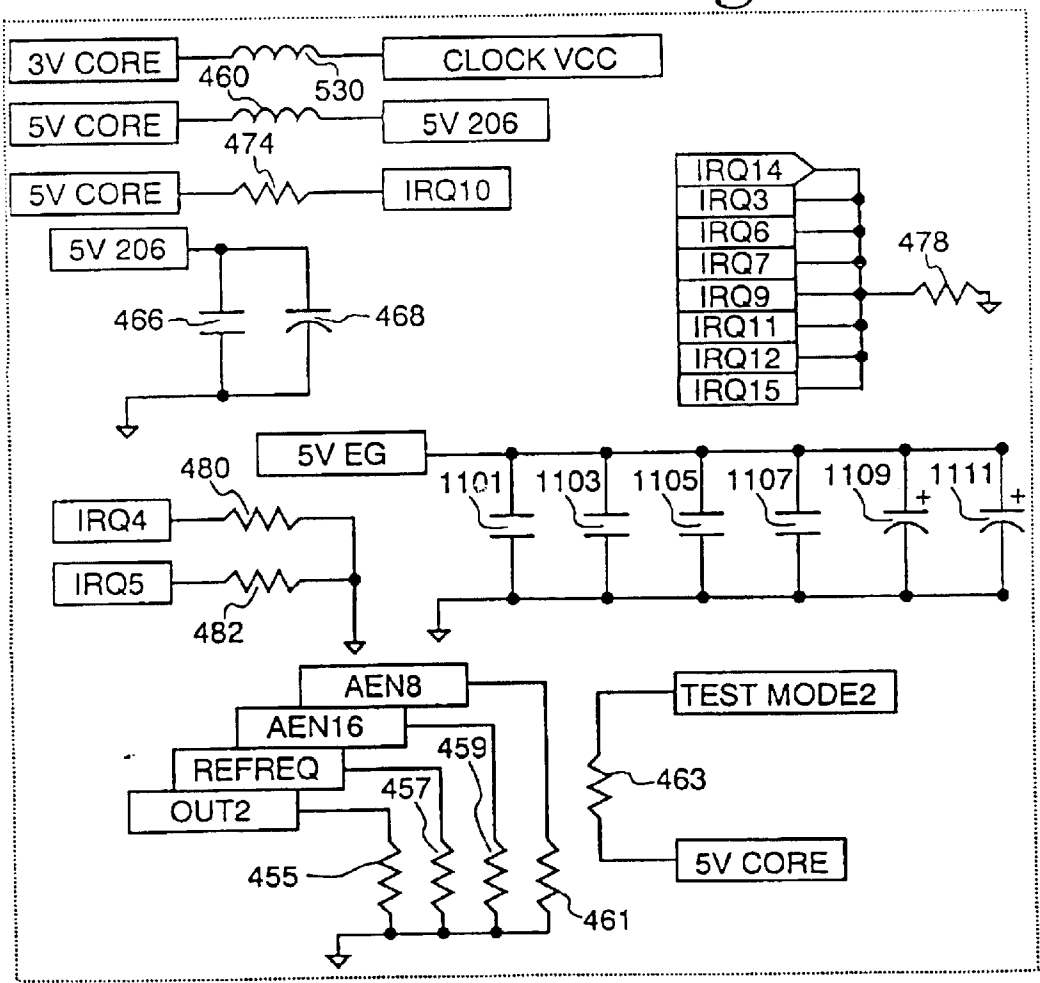 g
3V CORE
530
CLOCK VCC
460
5V CORE
5V 206
474
5V CORE
IRQ10
5V 206
466
468
IRQ14
IRQ3
IRQ6
IRQ7
IRQ9
IRQ11
IRQ12
IRQ15
478
5V EG
1101
1103
1105
1107
1109
+
1111
+
480
IRQ4
IRQ5
482
AEN8
AEN16
REFREQ
OUT2
455
457
459
461
TEST MODE2
463
5V CORE